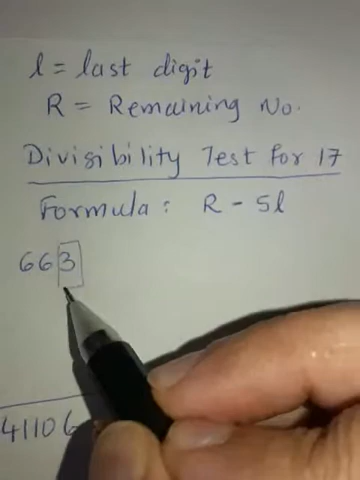 l = last digit
R = Remaining No.
Divisibility Test for 17
Formula: R - 5l
663
41106